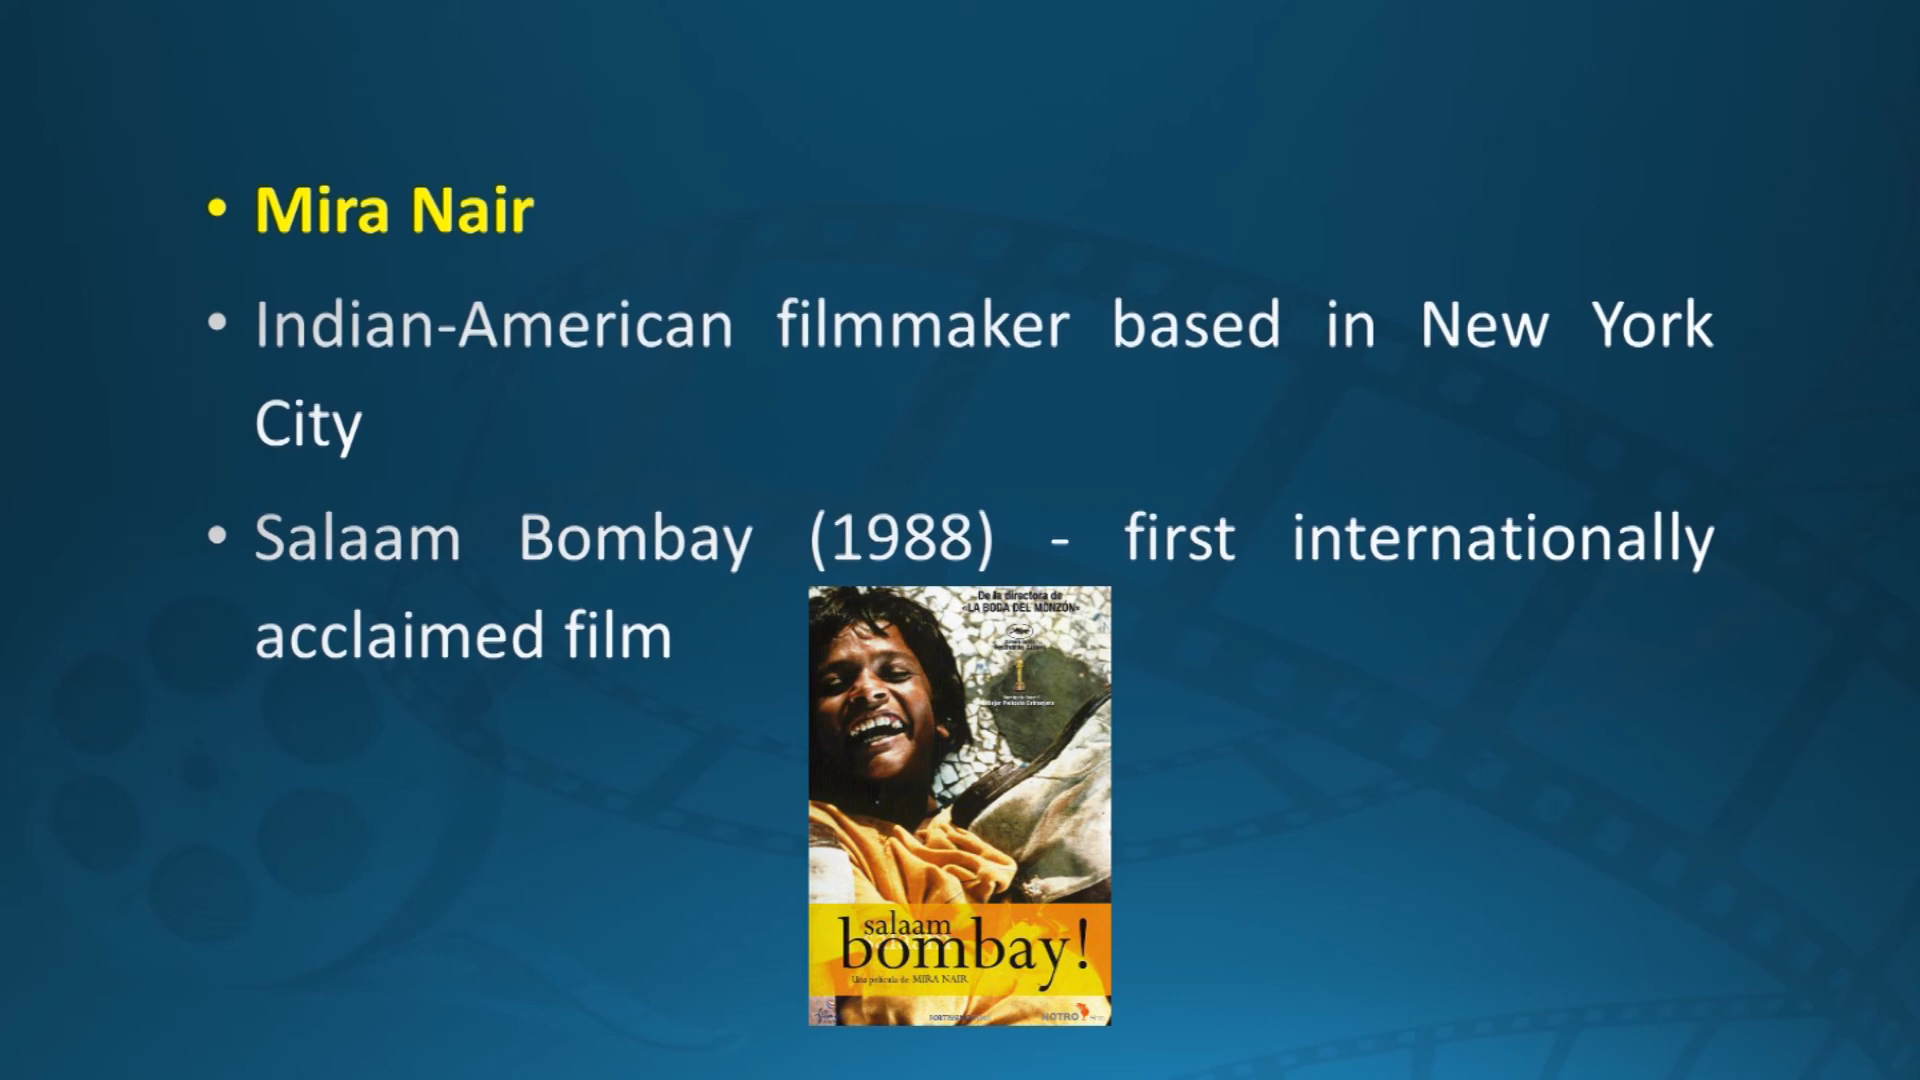 • Mira Nair
• Indian-American filmmaker based in New York
City
• Salaam Bombay (1988) - first internationally
acclaimed film
De la directora de
«LA BODA DEL MONZÓN»
salaam
bombay!
Una película de MIRA NAIR
NOTRO